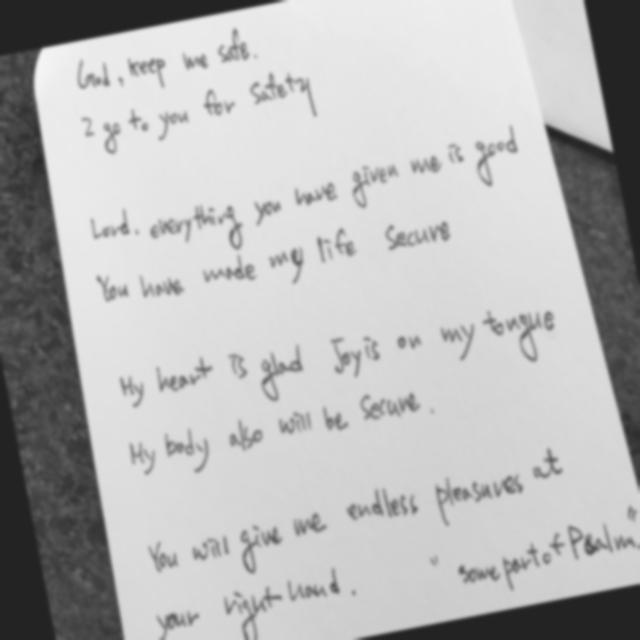 God, keep me safe.
I go to you for safety
Lord. everything you have given me is good
You have made my life secure
My heart is glad Joy is on my tongue
My body also will be secure.
You will give me endless pleasures at
your right hand. " some part of Psalm"